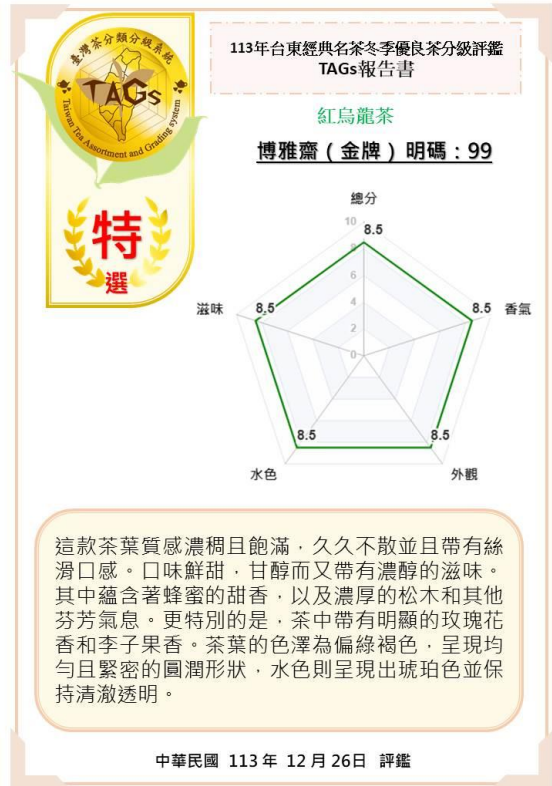 臺灣茶分類分級系統
TAGs
Taiwan Tea Assortment and Grading system
特
選
113年台東經典名茶冬季優良茶分級評鑑
TAGs報告書
紅烏龍茶
博雅齋（金牌）明碼：99
總分
10
8.5
8
6
4
2
0
滋味
8.5
8.5
香氣
8.5
8.5
水色
外觀
這款茶葉質感濃稠且飽滿，久久不散並且帶有絲
滑口感。口味鮮甜，甘醇而又帶有濃醇的滋味。
其中蘊含著蜂蜜的甜香，以及濃厚的松木和其他
芬芳氣息。更特別的是，茶中帶有明顯的玫瑰花
香和李子果香。茶葉的色澤為偏綠褐色，呈現均
勻且緊密的圓潤形狀，水色則呈現出琥珀色並保
持清澈透明。
中華民國 113 年 12 月 26日 評鑑